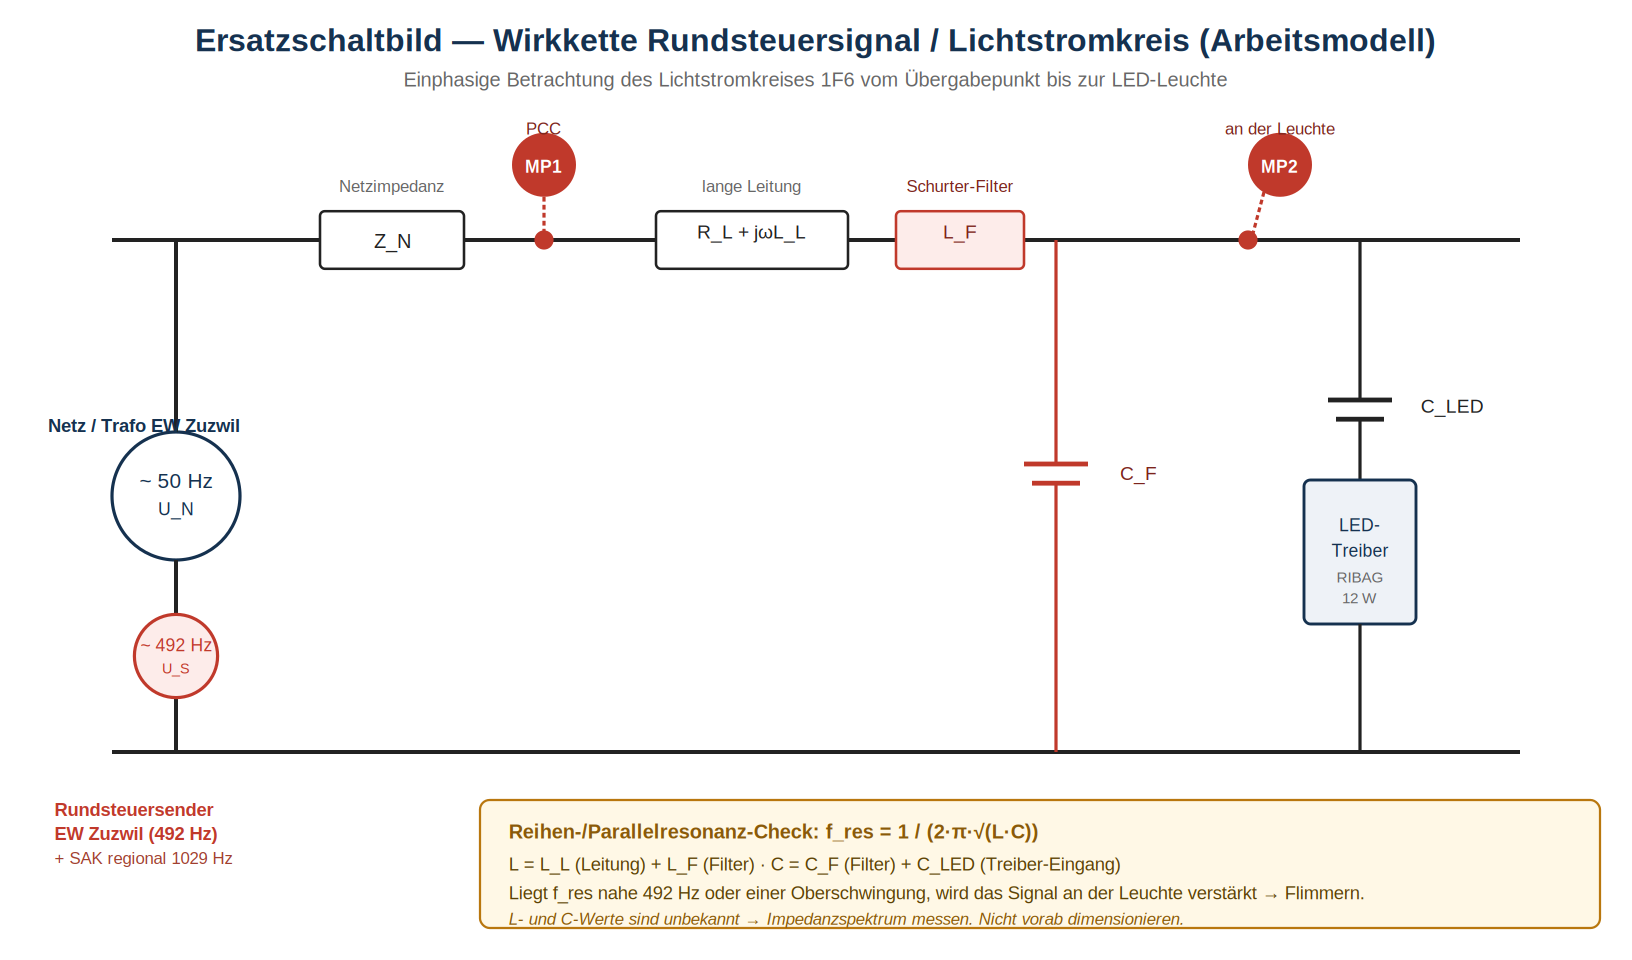 Ersatzschaltbild — Wirkkette Rundsteuersignal / Lichtstromkreis (Arbeitsmodell)
Einphasige Betrachtung des Lichtstromkreises 1F6 vom Übergabepunkt bis zur LED-Leuchte
PCC
MP1
an der Leuchte
MP2
Netzimpedanz
Z_N
lange Leitung
R_L + jωL_L
Schurter-Filter
L_F
Netz / Trafo EW Zuzwil
~ 50 Hz
U_N
~ 492 Hz
U_S
C_F
C_LED
LED-
Treiber
RIBAG
12 W
Rundsteuersender
EW Zuzwil (492 Hz)
+ SAK regional 1029 Hz
Reihen-/Parallelresonanz-Check: f_res = 1 / (2·π·√(L·C))
L = L_L (Leitung) + L_F (Filter) · C = C_F (Filter) + C_LED (Treiber-Eingang)
Liegt f_res nahe 492 Hz oder einer Oberschwingung, wird das Signal an der Leuchte verstärkt → Flimmern.
L- und C-Werte sind unbekannt → Impedanzspektrum messen. Nicht vorab dimensionieren.